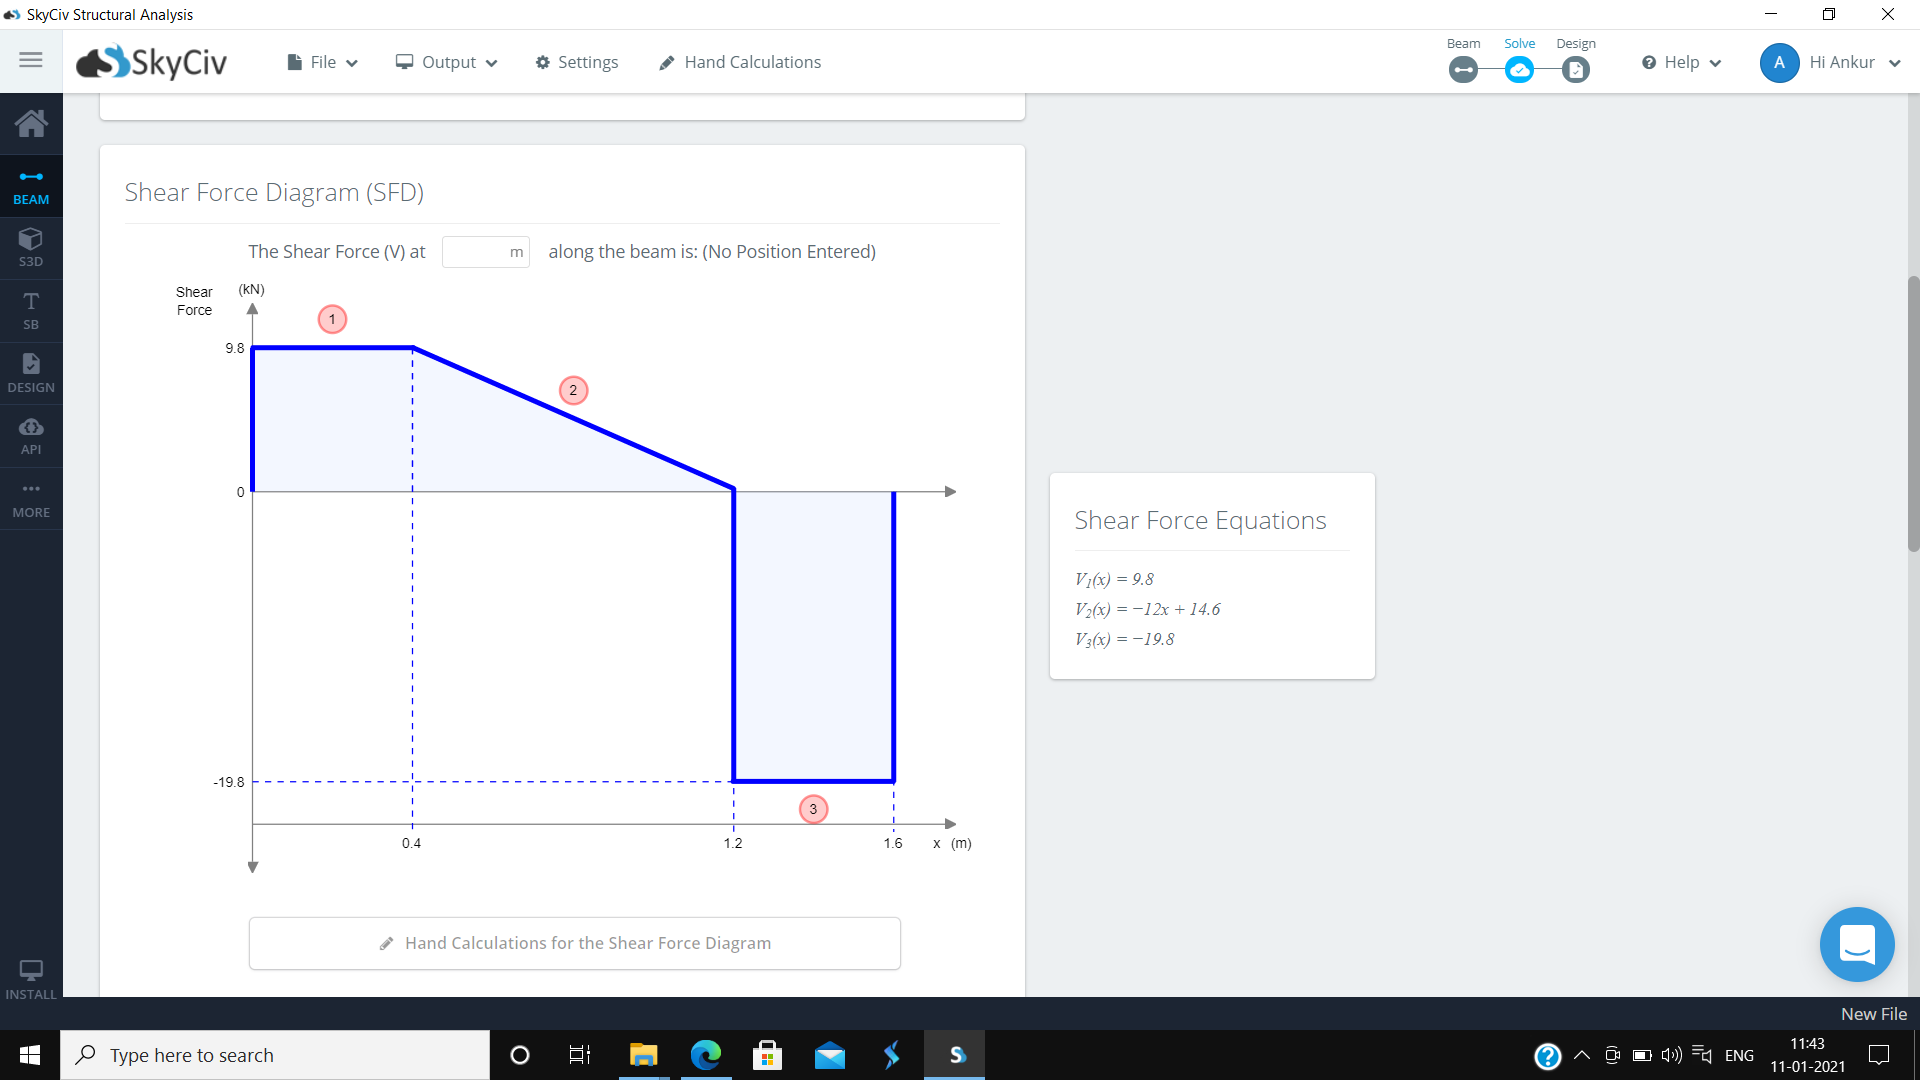 SkyCiv Structural Analysis
SkyCiv
File
Output
Settings
Hand Calculations
Beam
Solve
Design
Help
A
Hi Ankur
BEAM
S3D
T
SB
DESIGN
API
MORE
INSTALL
Shear Force Diagram (SFD)
The Shear Force (V) at m along the beam is: (No Position Entered)
Shear
Force
(kN)
1
9.8
2
0
-19.8
3
0.4
1.2
1.6
x (m)
Hand Calculations for the Shear Force Diagram
Shear Force Equations
V₁(x) = 9.8
V₂(x) = −12x + 14.6
V₃(x) = −19.8
New File
Type here to search
S
ENG
11:43
11-01-2021